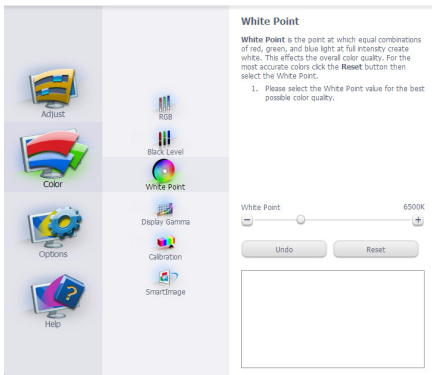 Adjust
Color
Options
Help
RGB
Black Level
White Point
Display Gamma
Calibration
SmartImage
White Point
White Point is the point at which equal combinations
of red, green, and blue light at full intensity create
white. This effects the overall color quality. For the
most accurate colors click the Reset button then
select the White Point.
1. Please select the White Point value for the best
possible color quality.
White Point 6500K
Undo Reset